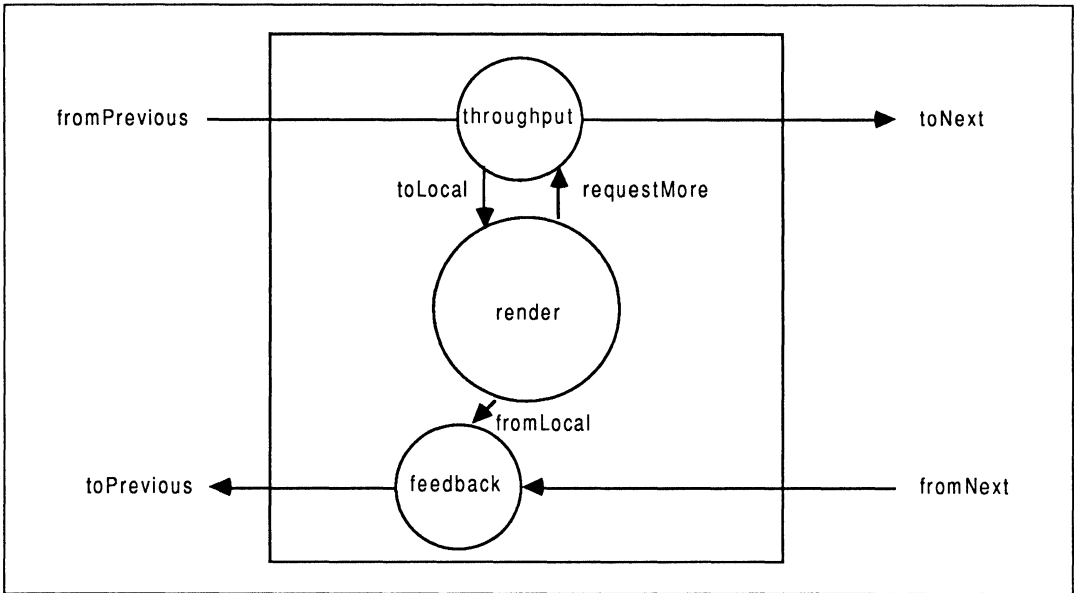 fromPrevious
throughput
toNext
toLocal
requestMore
render
fromLocal
toPrevious
feedback
fromNext